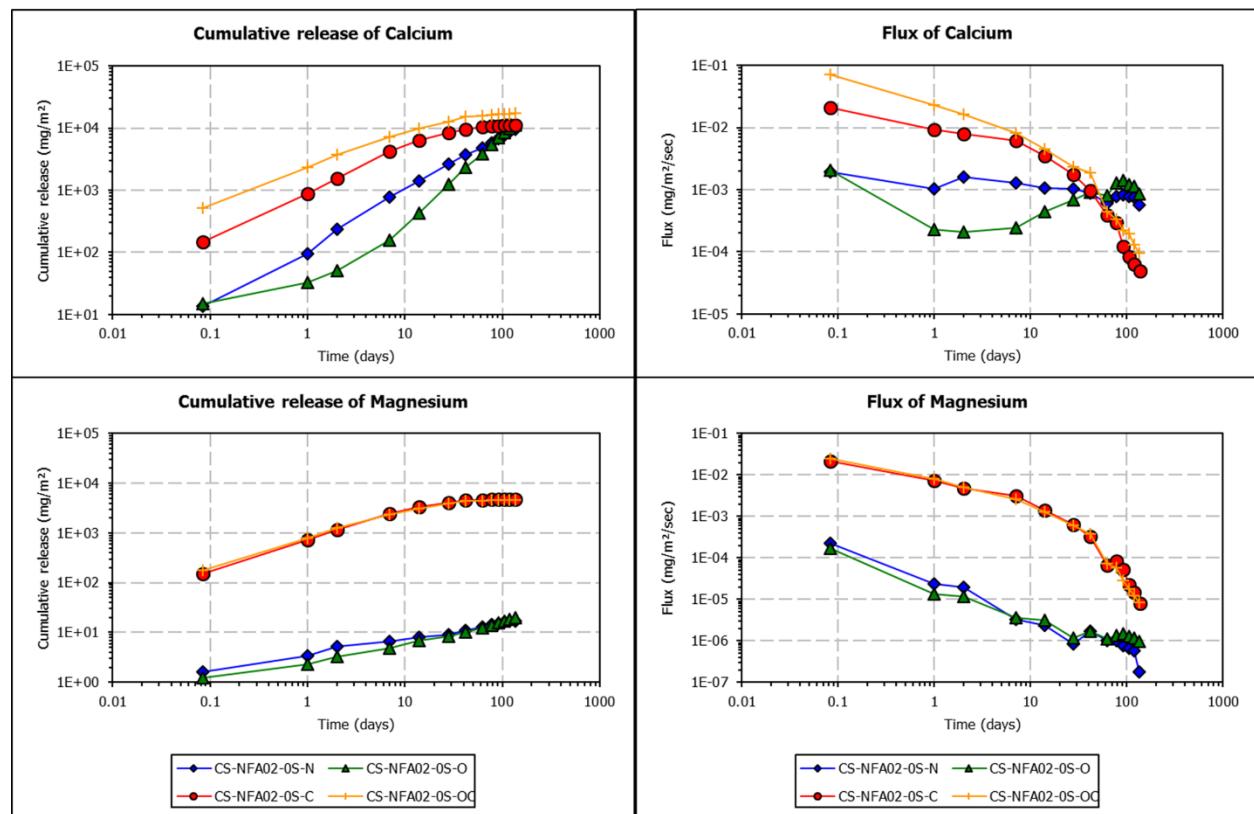 Cumulative release of Calcium
Cumulative release (mg/m²)
1E+05
1E+04
1E+03
1E+02
1E+01
0.01 0.1 1 10 100 1000
Time (days)
Flux of Calcium
Flux (mg/m²/sec)
1E-01
1E-02
1E-03
1E-04
1E-05
0.01 0.1 1 10 100 1000
Time (days)
Cumulative release of Magnesium
Cumulative release (mg/m²)
1E+05
1E+04
1E+03
1E+02
1E+01
1E+00
0.01 0.1 1 10 100 1000
Time (days)
CS-NFA02-0S-N CS-NFA02-0S-O
CS-NFA02-0S-C CS-NFA02-0S-OC
Flux of Magnesium
Flux (mg/m²/sec)
1E-01
1E-02
1E-03
1E-04
1E-05
1E-06
1E-07
0.01 0.1 1 10 100 1000
Time (days)
CS-NFA02-0S-N CS-NFA02-0S-O
CS-NFA02-0S-C CS-NFA02-0S-OC